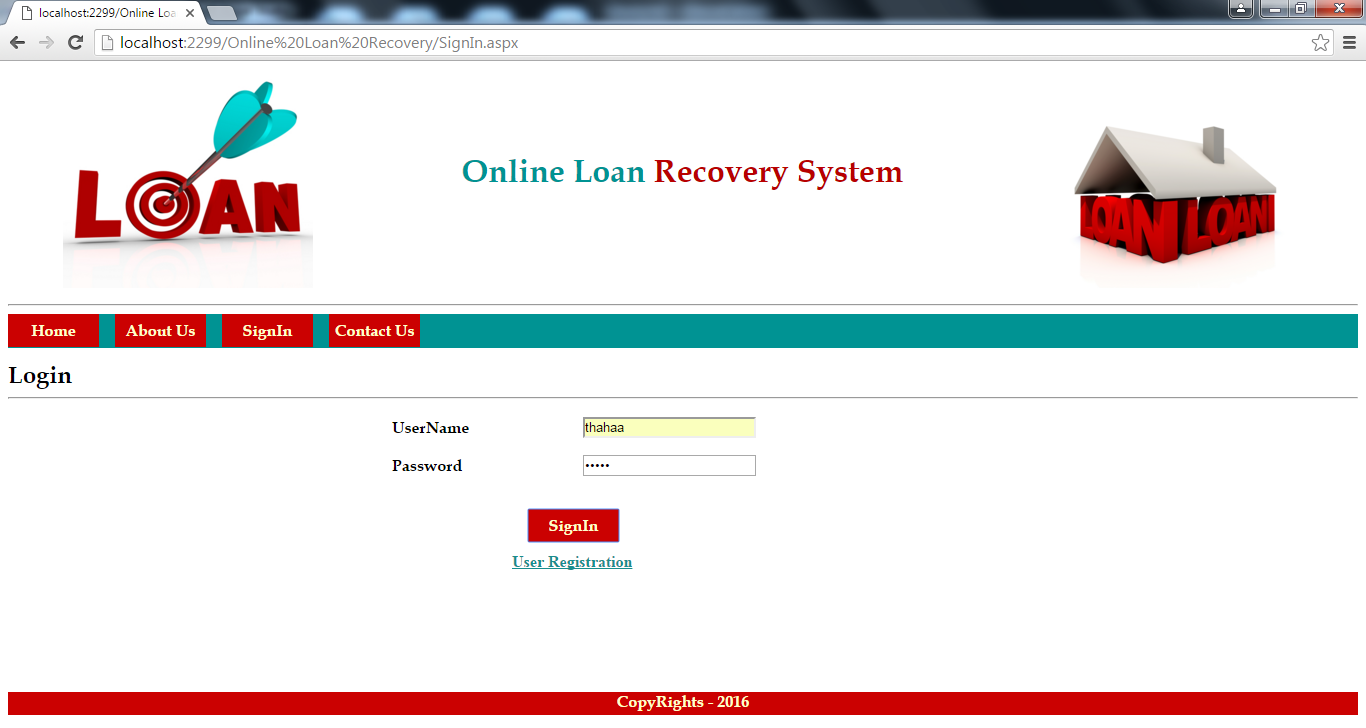 localhost:2299/Online Loa
localhost:2299/Online%20Loan%20Recovery/SignIn.aspx
LOAN
Online Loan Recovery System
LOAN LOAN
Home About Us SignIn Contact Us
Login
UserName thahaa
Password •••••
SignIn
User Registration
CopyRights - 2016